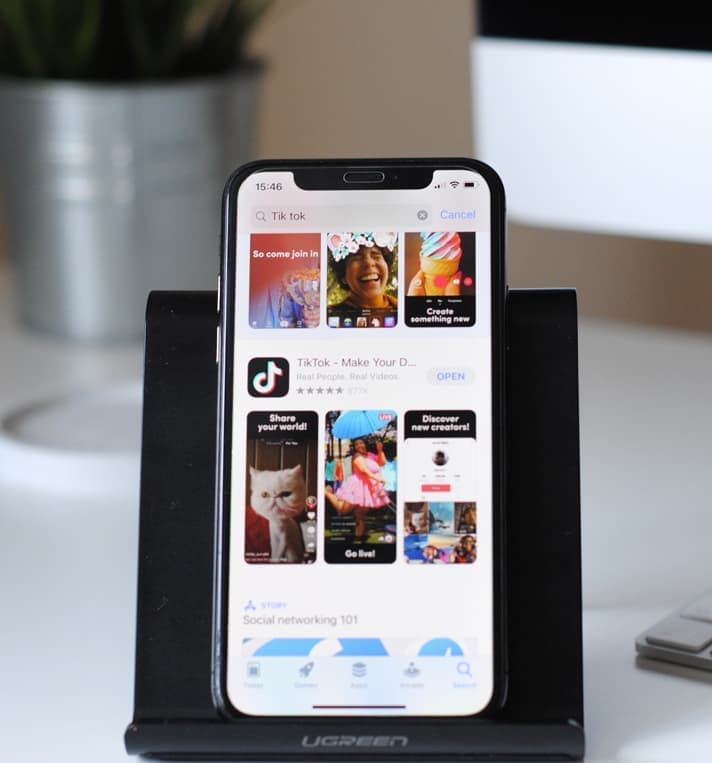 15:46
Tik tok
Cancel
So come join in
Create
something new
TikTok - Make Your D...
Real People. Real Videos.
OPEN
877K
Share
your world!
LIVE
Discover
new creators!
Go live!
STORY
Social networking 101
Today
Games
Apps
Arcade
Search
UGREEN